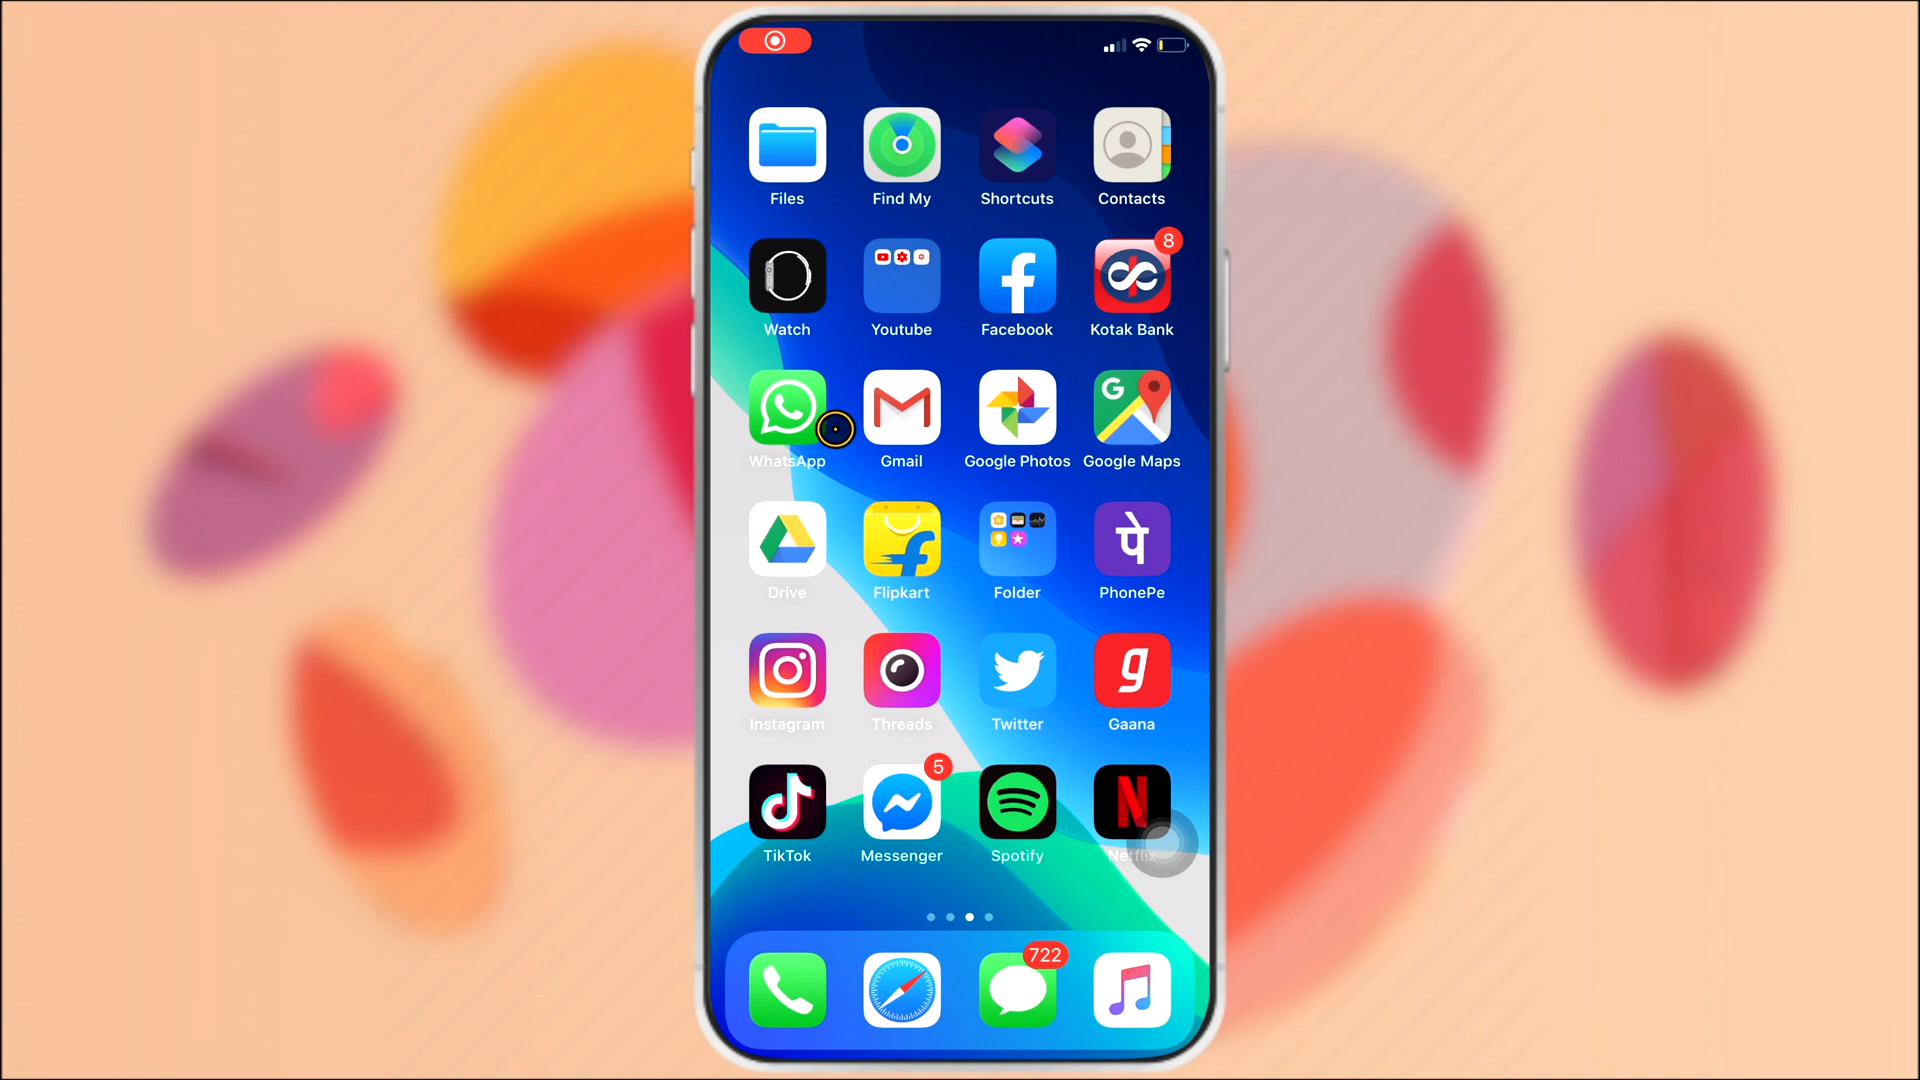 Files Find My Shortcuts Contacts
8
Watch Youtube Facebook Kotak Bank
G
WhatsApp Gmail Google Photos Google Maps
पे
Drive Flipkart Folder PhonePe
g
Instagram Threads Twitter Gaana
5
N
TikTok Messenger Spotify Netflix
722